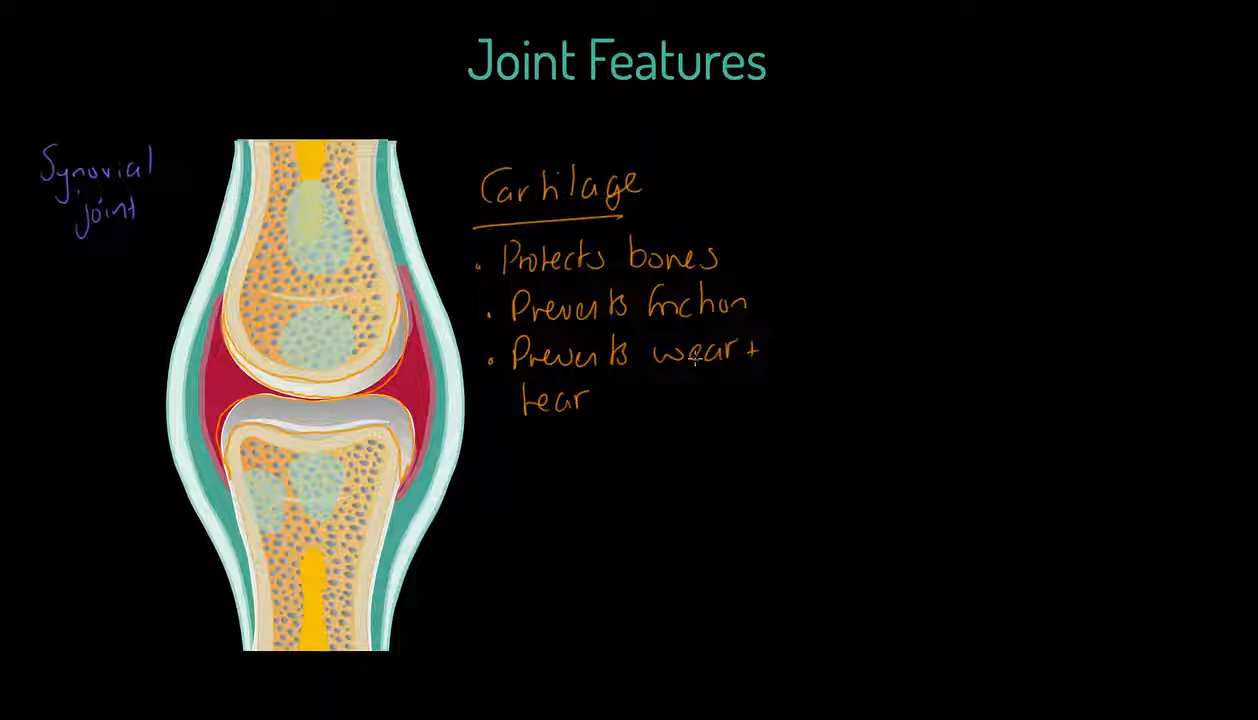 Joint Features
Synovial
joint
Cartilage
• Protects bones
• Prevents friction
• Prevents wear +
tear